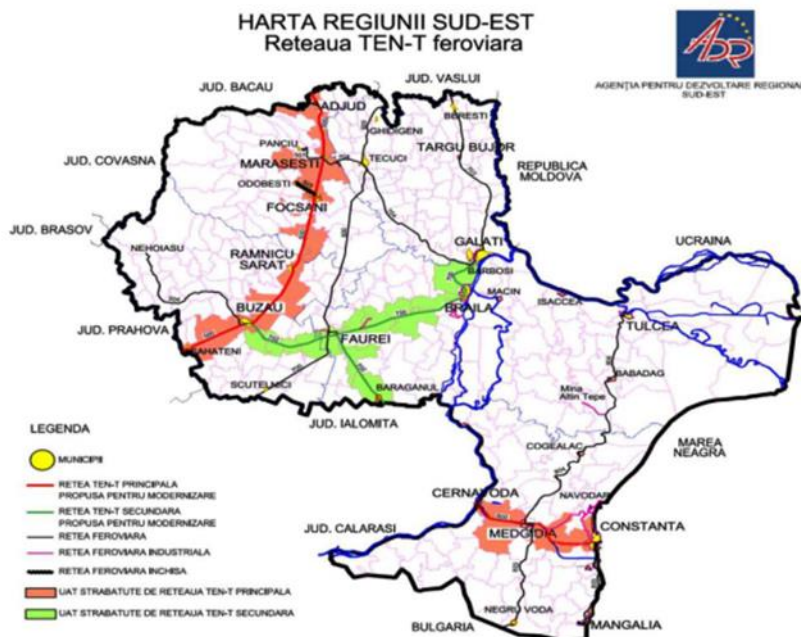 HARTA REGIUNII SUD-EST
Reteaua TEN-T feroviara
ADR
AGENŢIA PENTRU DEZVOLTARE REGIONALĂ
SUD-EST
JUD. BACAU
JUD. VASLUI
ADJUD
BERESTI
GHIDIGENI
PANCIU
TARGU BUJOR
TECUCI
MARASESTI
JUD. COVASNA
REPUBLICA
MOLDOVA
ODOBESTI
FOCSANI
JUD. BRASOV
UCRAINA
NEHOIASU
GALATI
RAMNICU
SARAT
BARBOSI
MACIN
ISACCEA
BRAILA
BUZAU
TULCEA
JUD. PRAHOVA
FAUREI
BABADAG
SCUTELNICI
BARAGANUL
Mina
Altin Tepe
JUD. IALOMITA
LEGENDA
COGEALAC
MAREA
NEAGRA
MUNICIPII
CERNAVODA
NAVODARI
RETEA TEN-T PRINCIPALA
PROPUSA PENTRU MODERNIZARE
RETEA TEN-T SECUNDARA
PROPUSA PENTRU MODERNIZARE
JUD. CALARASI
MEDGIDIA
CONSTANTA
RETEA FEROVIARA
RETEA FEROVIARA INDUSTRIALA
RETEA FEROVIARA INCHISA
UAT STRABATUTE DE RETEAUA TEN-T PRINCIPALA
UAT STRABATUTE DE RETEAUA TEN-T SECUNDARA
NEGRU VODA
BULGARIA
MANGALIA